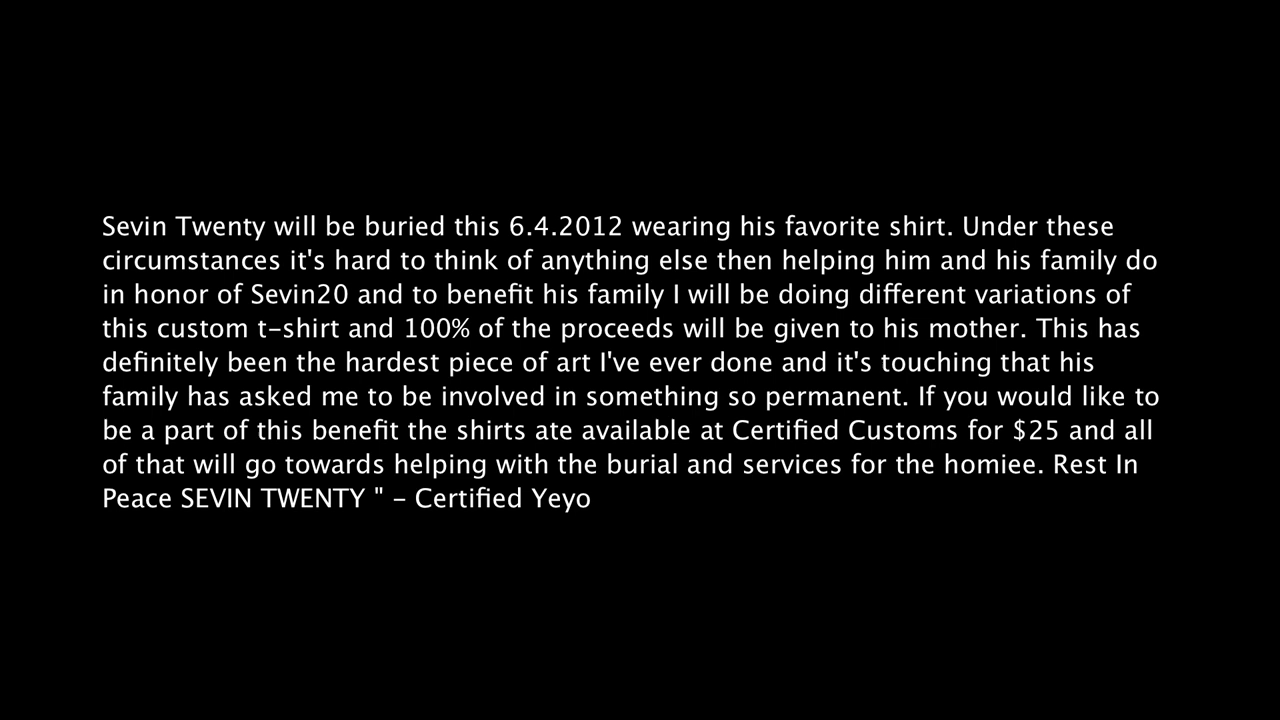 Sevin Twenty will be buried this 6.4.2012 wearing his favorite shirt. Under these
circumstances it's hard to think of anything else then helping him and his family do
in honor of Sevin20 and to benefit his family I will be doing different variations of
this custom t-shirt and 100% of the proceeds will be given to his mother. This has
definitely been the hardest piece of art I've ever done and it's touching that his
family has asked me to be involved in something so permanent. If you would like to
be a part of this benefit the shirts ate available at Certified Customs for $25 and all
of that will go towards helping with the burial and services for the homiee. Rest In
Peace SEVIN TWENTY " - Certified Yeyo